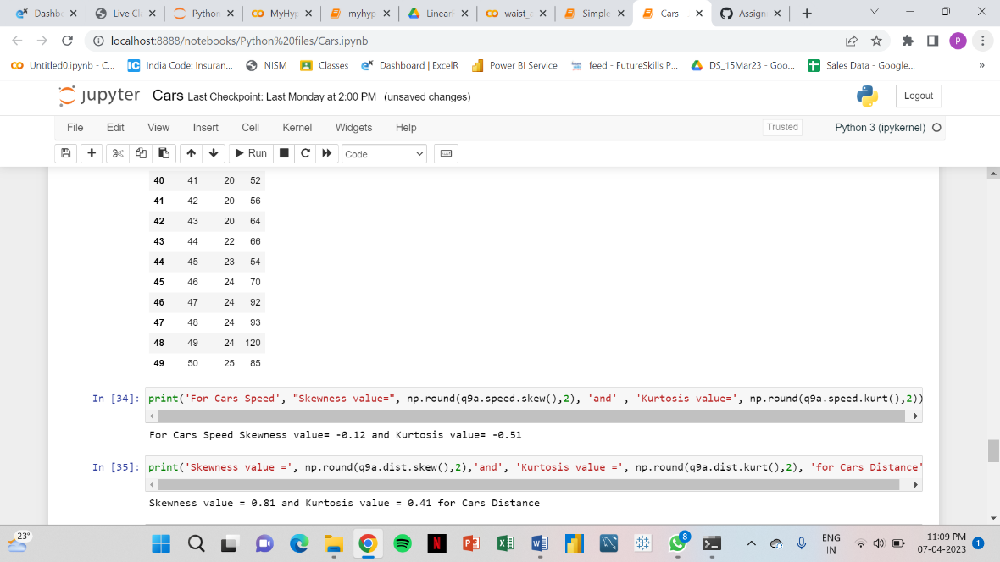 Dashb
Live Cl
Python
MyHyp
myhyp
Linearl
waist_a
Simple
Cars -
Assign
localhost:8888/notebooks/Python%20files/Cars.ipynb
P
Untitled0.ipynb - C...
India Code: Insuran...
NISM
Classes
Dashboard | ExcelR
Power BI Service
feed - FutureSkills P...
DS_15Mar23 - Goo...
Sales Data - Google...
»
jupyter Cars Last Checkpoint: Last Monday at 2:00 PM (unsaved changes)
Logout
File Edit View Insert Cell Kernel Widgets Help
Trusted
Python 3 (ipykernel)
Run
Code
40 41 20 52
41 42 20 56
42 43 20 64
43 44 22 66
44 45 23 54
45 46 24 70
46 47 24 92
47 48 24 93
48 49 24 120
49 50 25 85
In [34]: print('For Cars Speed', "Skewness value=", np.round(q9a.speed.skew(),2), 'and' , 'Kurtosis value=', np.round(q9a.speed.kurt(),2))
For Cars Speed Skewness value= -0.12 and Kurtosis value= -0.51
In [35]: print('Skewness value =', np.round(q9a.dist.skew(),2),'and', 'Kurtosis value =', np.round(q9a.dist.kurt(),2), 'for Cars Distance'
Skewness value = 0.81 and Kurtosis value = 0.41 for Cars Distance
23°
8
ENG
IN
11:09 PM
07-04-2023
1